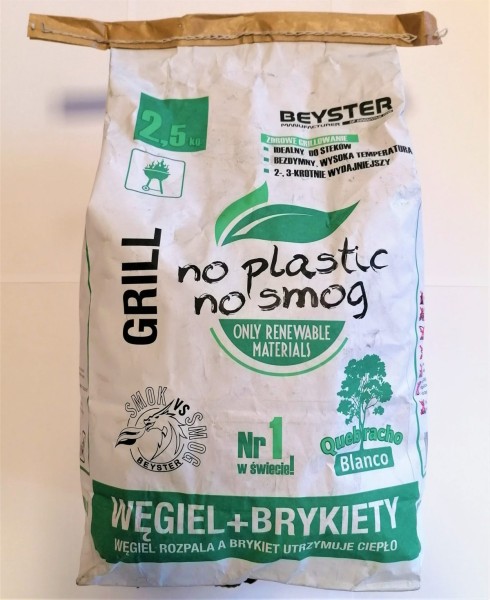 2,5 kg
BEYSTER
MANUFACTURER
ZDROWE GRILLOWANIE
IDEALNY DO STEKÓW
BEZDYMNY, WYSOKA TEMPERATURA
2-, 3-KROTNIE WYDAJNIEJSZY
GRILL
no plastic
no smog
ONLY RENEWABLE
MATERIALS
SMOK VS SMOG
BEYSTER
Nr 1
w świecie!
Quebracho
Blanco
WĘGIEL+BRYKIETY
WĘGIEL ROZPALA A BRYKIET UTRZYMUJE CIEPŁO